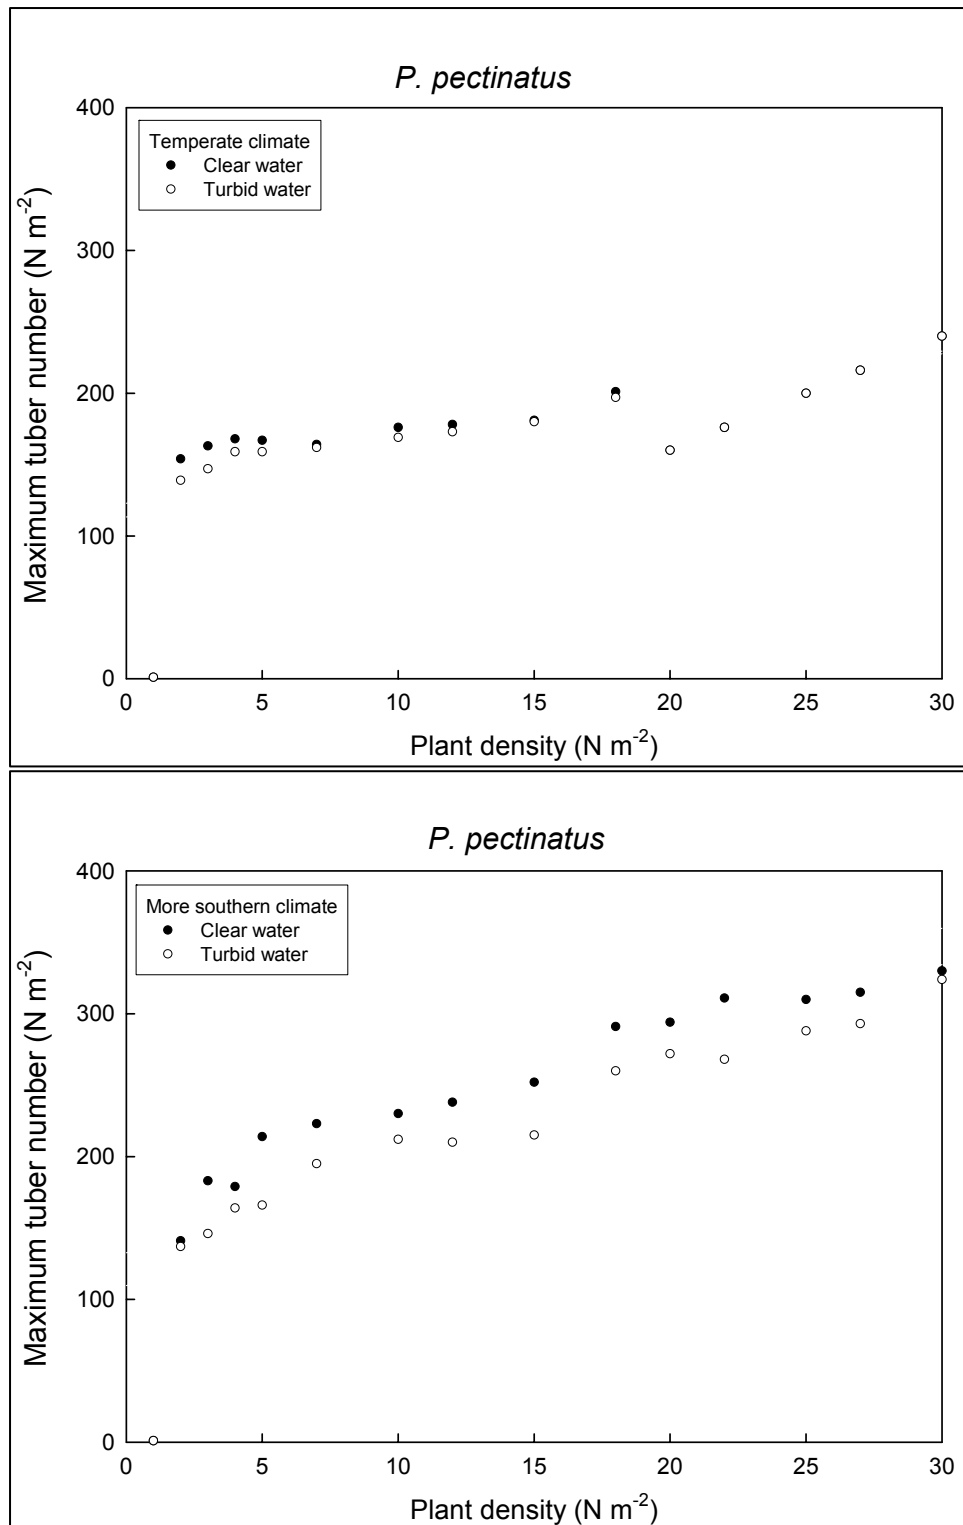 P. pectinatus
400
Temperate climate
Clear water
Turbid water
300
200
100
0
Maximum tuber number (N m⁻²)
0 5 10 15 20 25 30
Plant density (N m⁻²)
P. pectinatus
400
More southern climate
Clear water
Turbid water
300
200
100
0
Maximum tuber number (N m⁻²)
0 5 10 15 20 25 30
Plant density (N m⁻²)